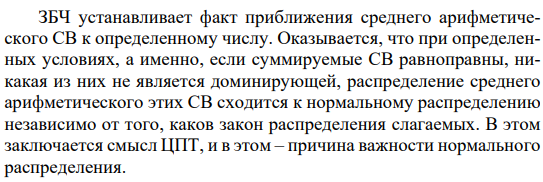 ЗБЧ устанавливает факт приближения среднего арифметиче-
ского СВ к определенному числу. Оказывается, что при определен-
ных условиях, а именно, если суммируемые СВ равноправны, ни-
какая из них не является доминирующей, распределение среднего
арифметического этих СВ сходится к нормальному распределению
независимо от того, каков закон распределения слагаемых. В этом
заключается смысл ЦПТ, и в этом – причина важности нормального
распределения.